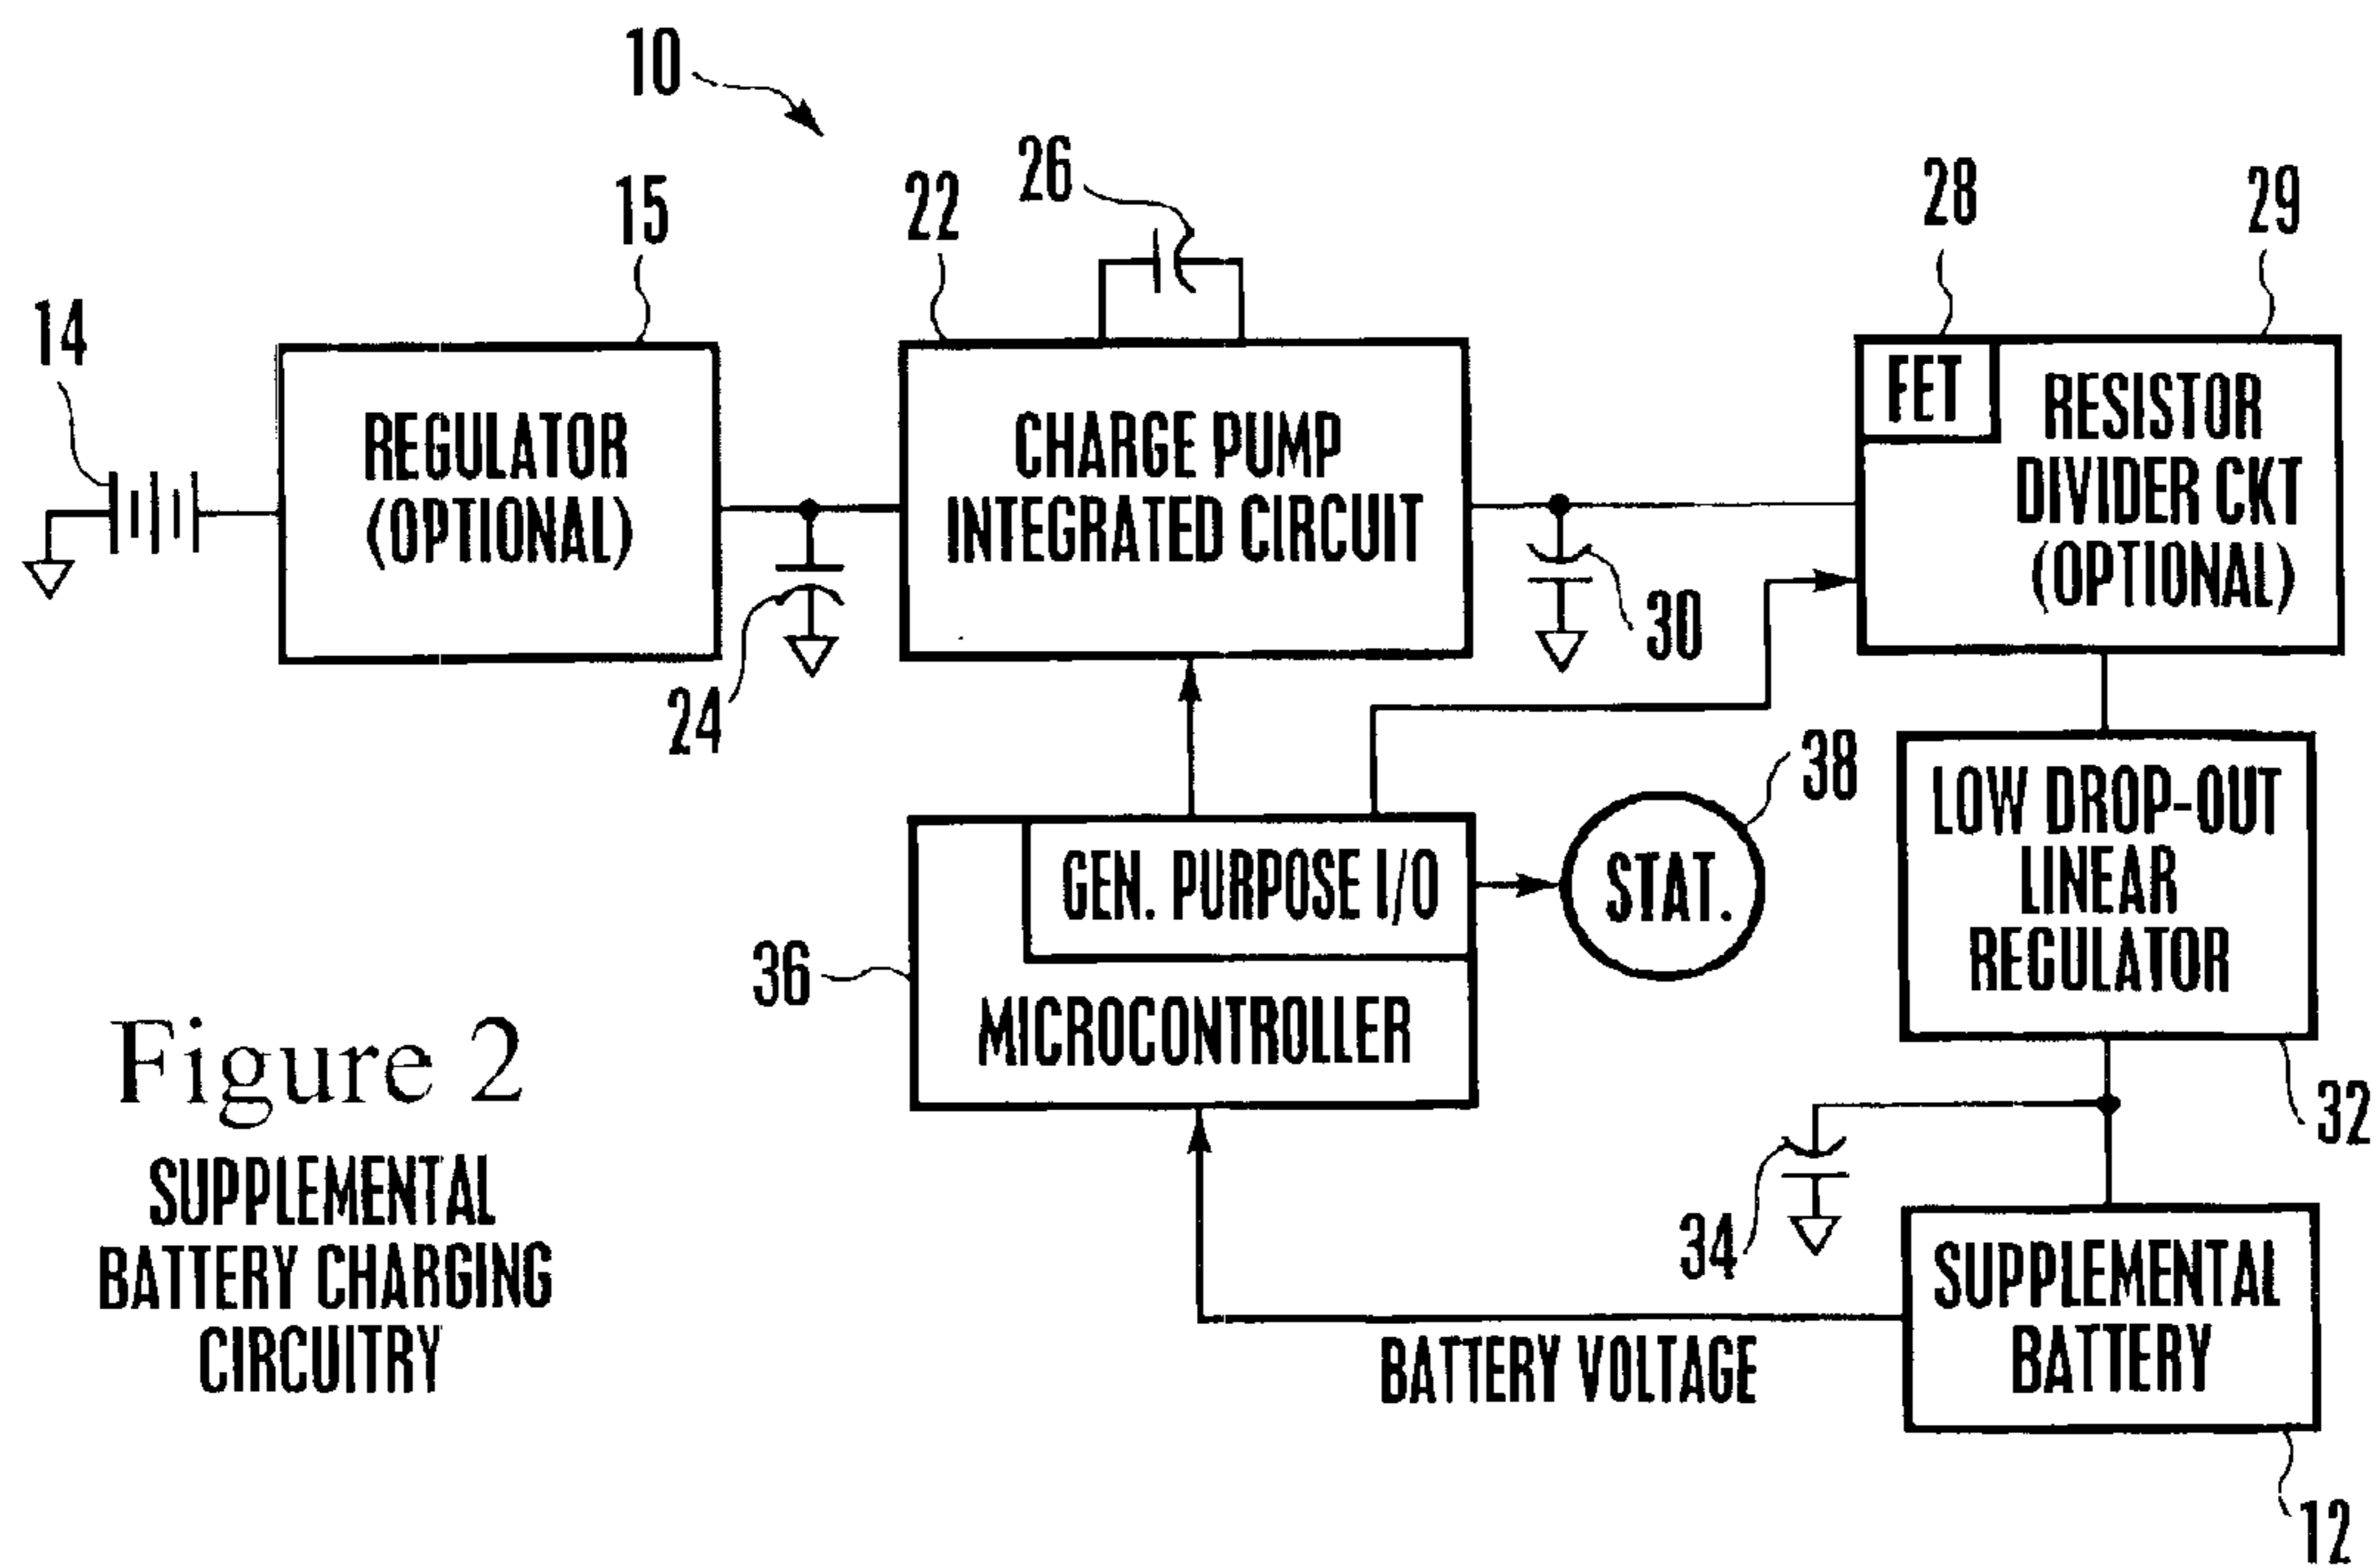 10
26
28
29
15
22
14
REGULATOR
(OPTIONAL)
CHARGE PUMP
INTEGRATED CIRCUIT
FET
RESISTOR
DIVIDER CKT
(OPTIONAL)
24
30
38
GEN. PURPOSE I/O
STAT.
36
MICROCONTROLLER
LOW DROP-OUT
LINEAR
REGULATOR
32
34
SUPPLEMENTAL
BATTERY
BATTERY VOLTAGE
12
Figure 2
SUPPLEMENTAL
BATTERY CHARGING
CIRCUITRY